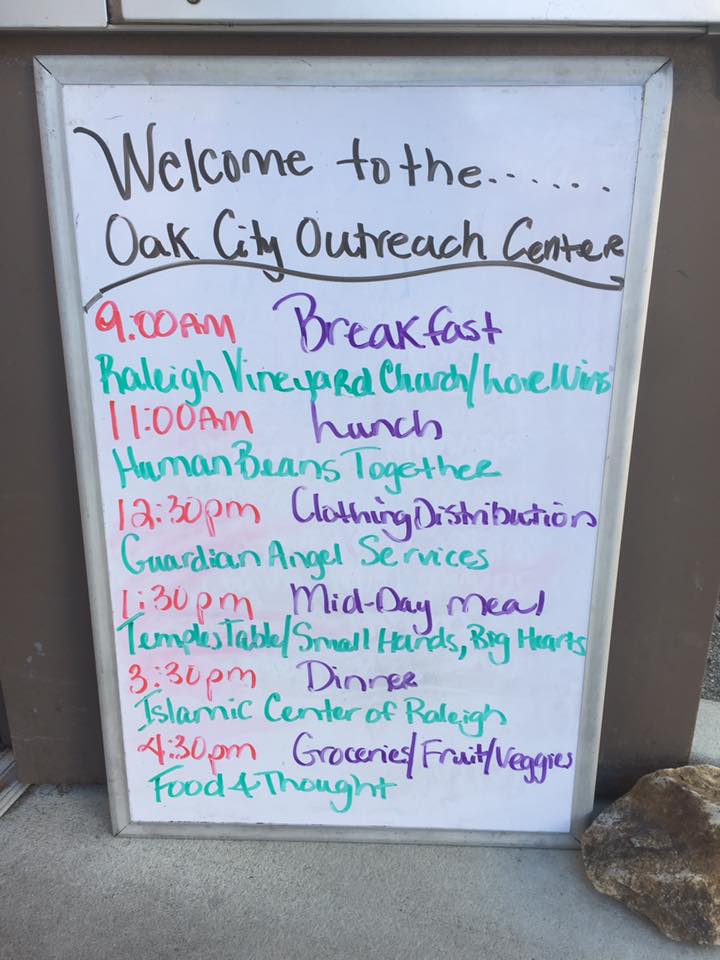 Welcome to the......
Oak City Outreach Center
9:00AM Breakfast
Raleigh Vineyard Church/Love Wins
11:00AM Lunch
Human Beans Together
12:30pm Clothing Distribution
Guardian Angel Services
1:30pm Mid-Day Meal
Temples Table/Small Hands, Big Hearts
3:30pm Dinner
Islamic Center of Raleigh
4:30pm Groceries/Fruit/Veggies
Food 4 Thought